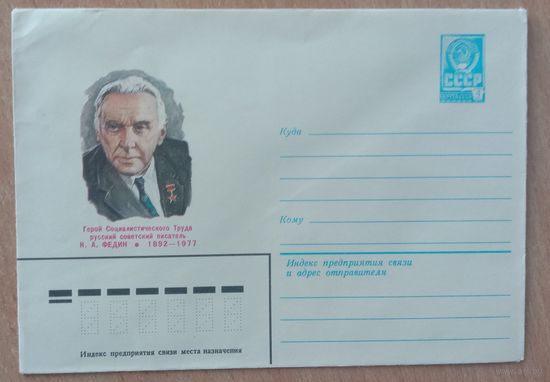 СССР
4
Герой Социалистического Труда
русский советский писатель
К. А. ФЕДИН • 1892—1977
Куда
Кому
Индекс предприятия связи
и адрес отправителя
Индекс предприятия связи места назначения